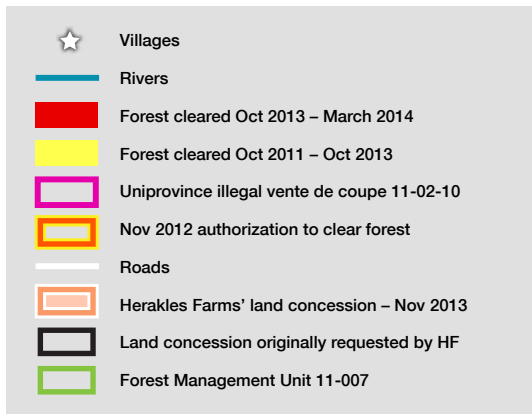 Villages
Rivers
Forest cleared Oct 2013 – March 2014
Forest cleared Oct 2011 – Oct 2013
Uniprovince illegal vente de coupe 11-02-10
Nov 2012 authorization to clear forest
Roads
Herakles Farms’ land concession – Nov 2013
Land concession originally requested by HF
Forest Management Unit 11-007